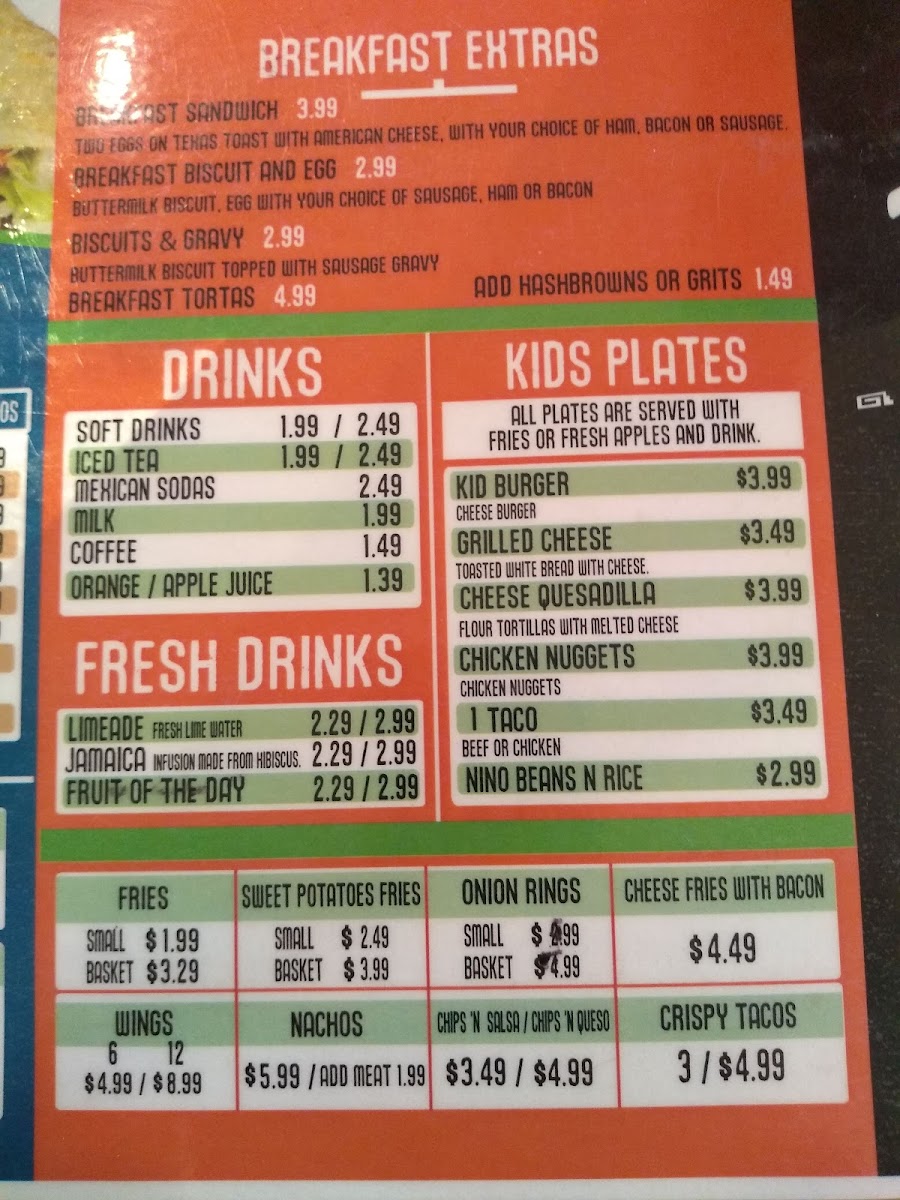 BREAKFAST EXTRAS
BREAKFAST SANDWICH 3.99
TWO EGGS ON TEXAS TOAST WITH AMERICAN CHEESE, WITH YOUR CHOICE OF HAM, BACON OR SAUSAGE.
BREAKFAST BISCUIT AND EGG 2.99
BUTTERMILK BISCUIT, EGG WITH YOUR CHOICE OF SAUSAGE, HAM OR BACON
BISCUITS & GRAVY 2.99
BUTTERMILK BISCUIT TOPPED WITH SAUSAGE GRAVY
BREAKFAST TORTAS 4.99
ADD HASHBROWNS OR GRITS 1.49
DRINKS
SOFT DRINKS 1.99 / 2.49
ICED TEA 1.99 / 2.49
MEXICAN SODAS 2.49
MILK 1.99
COFFEE 1.49
ORANGE / APPLE JUICE 1.39
FRESH DRINKS
LIMEADE FRESH LIME WATER 2.29 / 2.99
JAMAICA INFUSION MADE FROM HIBISCUS. 2.29 / 2.99
FRUIT OF THE DAY 2.29 / 2.99
KIDS PLATES
ALL PLATES ARE SERVED WITH
FRIES OR FRESH APPLES AND DRINK.
KID BURGER $3.99
CHEESE BURGER
GRILLED CHEESE $3.49
TOASTED WHITE BREAD WITH CHEESE.
CHEESE QUESADILLA $3.99
FLOUR TORTILLAS WITH MELTED CHEESE
CHICKEN NUGGETS $3.99
CHICKEN NUGGETS
1 TACO $3.49
BEEF OR CHICKEN
NINO BEANS N RICE $2.99
FRIES
SMALL $1.99
BASKET $3.29
SWEET POTATOES FRIES
SMALL $ 2.49
BASKET $ 3.99
ONION RINGS
SMALL $
BASKET $4.99
CHEESE FRIES WITH BACON
$4.49
WINGS
6 12
$4.99 / $8.99
NACHOS
$5.99 / ADD MEAT 1.99
CHIPS 'N SALSA / CHIPS 'N QUESO
$3.49 / $4.99
CRISPY TACOS
3 / $4.99
OS